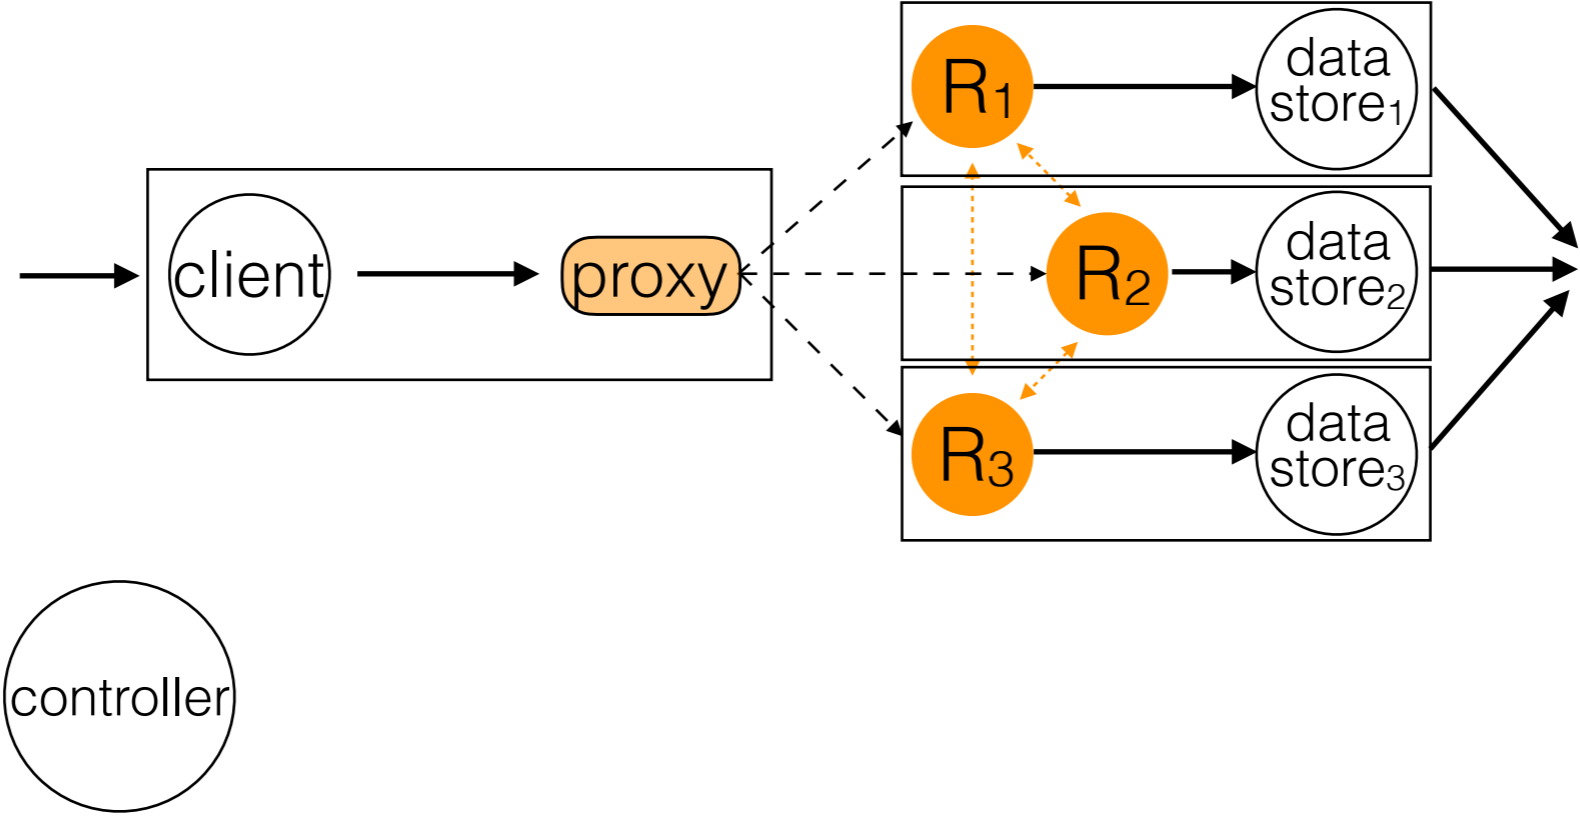 client
proxy
R1
data
store1
R2
data
store2
R3
data
store3
controller